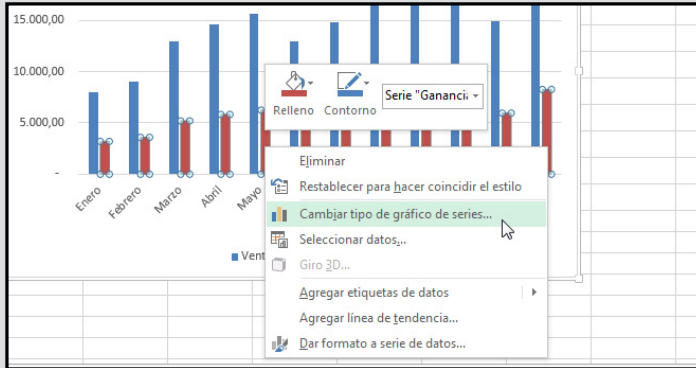 15.000,00
10.000,00
5.000,00
-
Enero
Febrero
Marzo
Abril
Mayo
Vent
Relleno
Contorno
Serie "Gananci
Eliminar
Restablecer para hacer coincidir el estilo
Cambiar tipo de gráfico de series...
Seleccionar datos...
Giro 3D...
Agregar etiquetas de datos
Agregar línea de tendencia...
Dar formato a serie de datos...